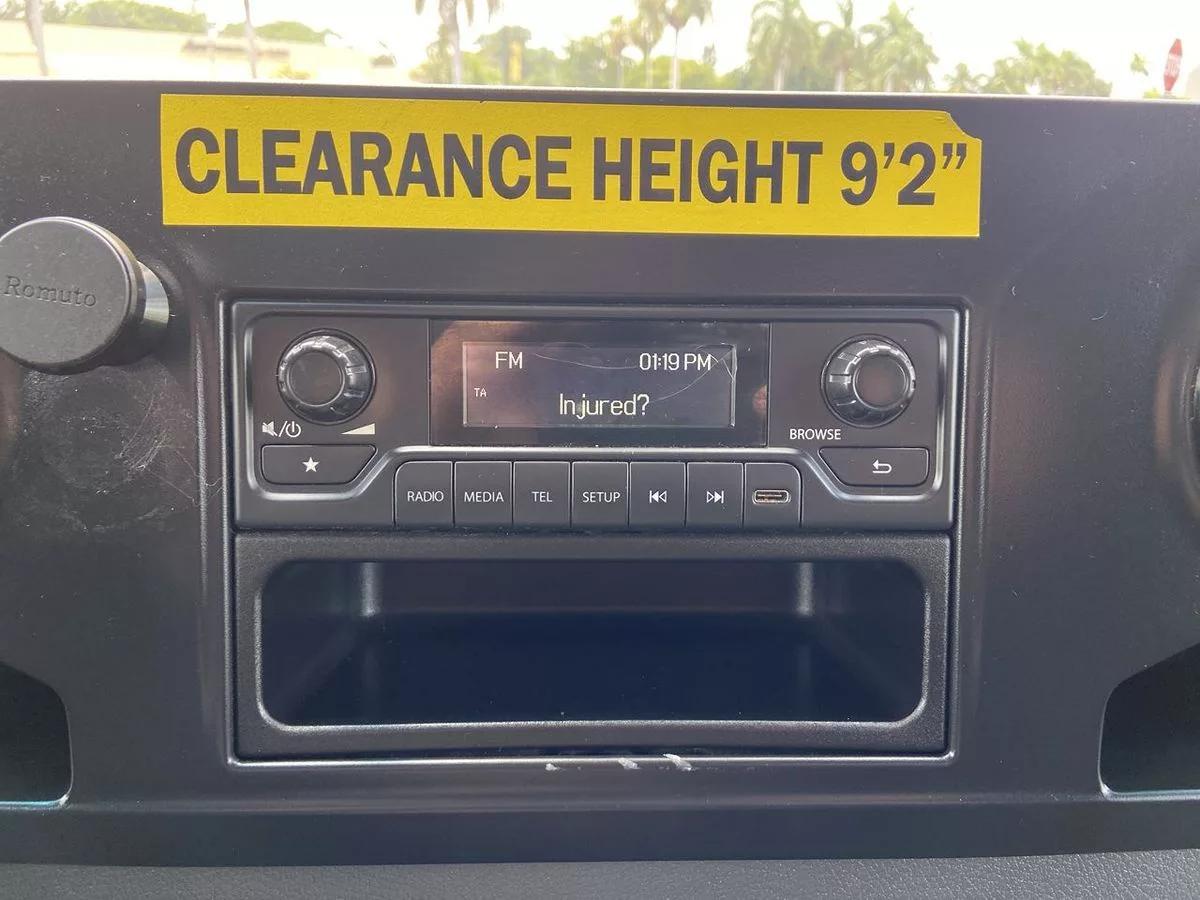 CLEARANCE HEIGHT 9'2"
Romuto
FM 01:19 PM
TA
Injured?
BROWSE
RADIO MEDIA TEL SETUP